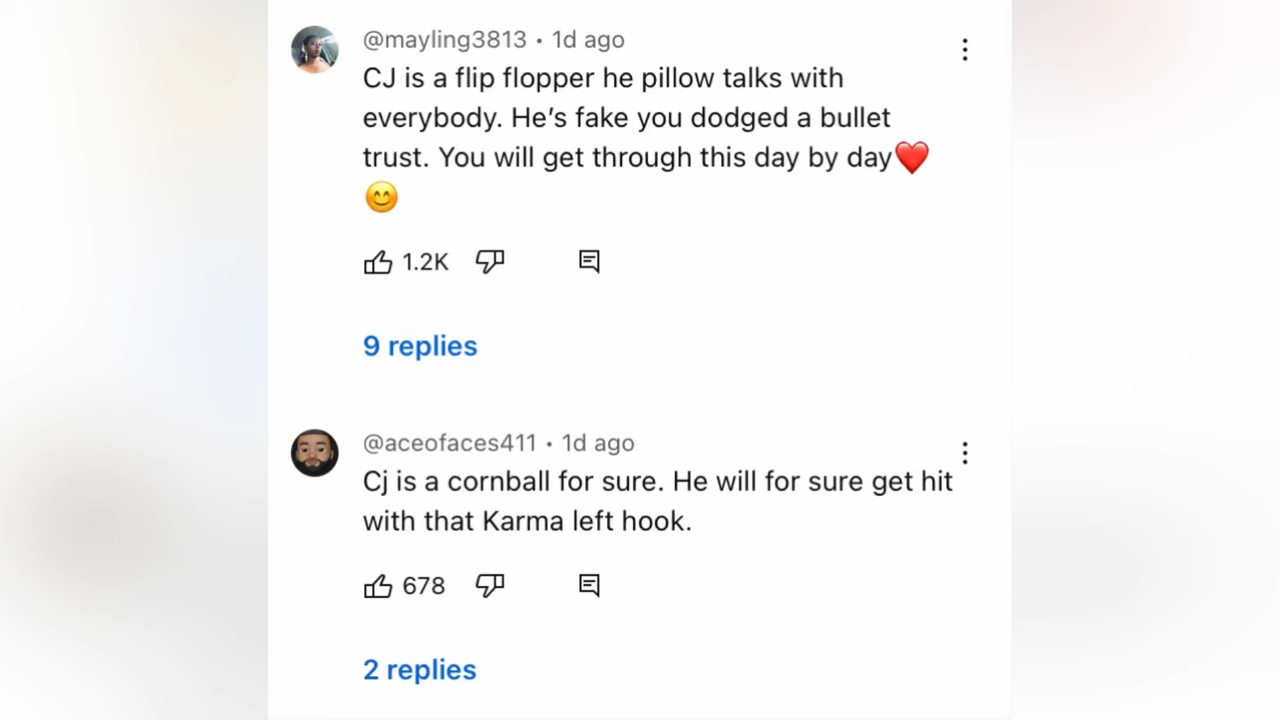 @mayling3813 • 1d ago
CJ is a flip flopper he pillow talks with
everybody. He's fake you dodged a bullet
trust. You will get through this day by day❤️
😊
1.2K
9 replies
@aceofaces411 • 1d ago
Cj is a cornball for sure. He will for sure get hit
with that Karma left hook.
678
2 replies